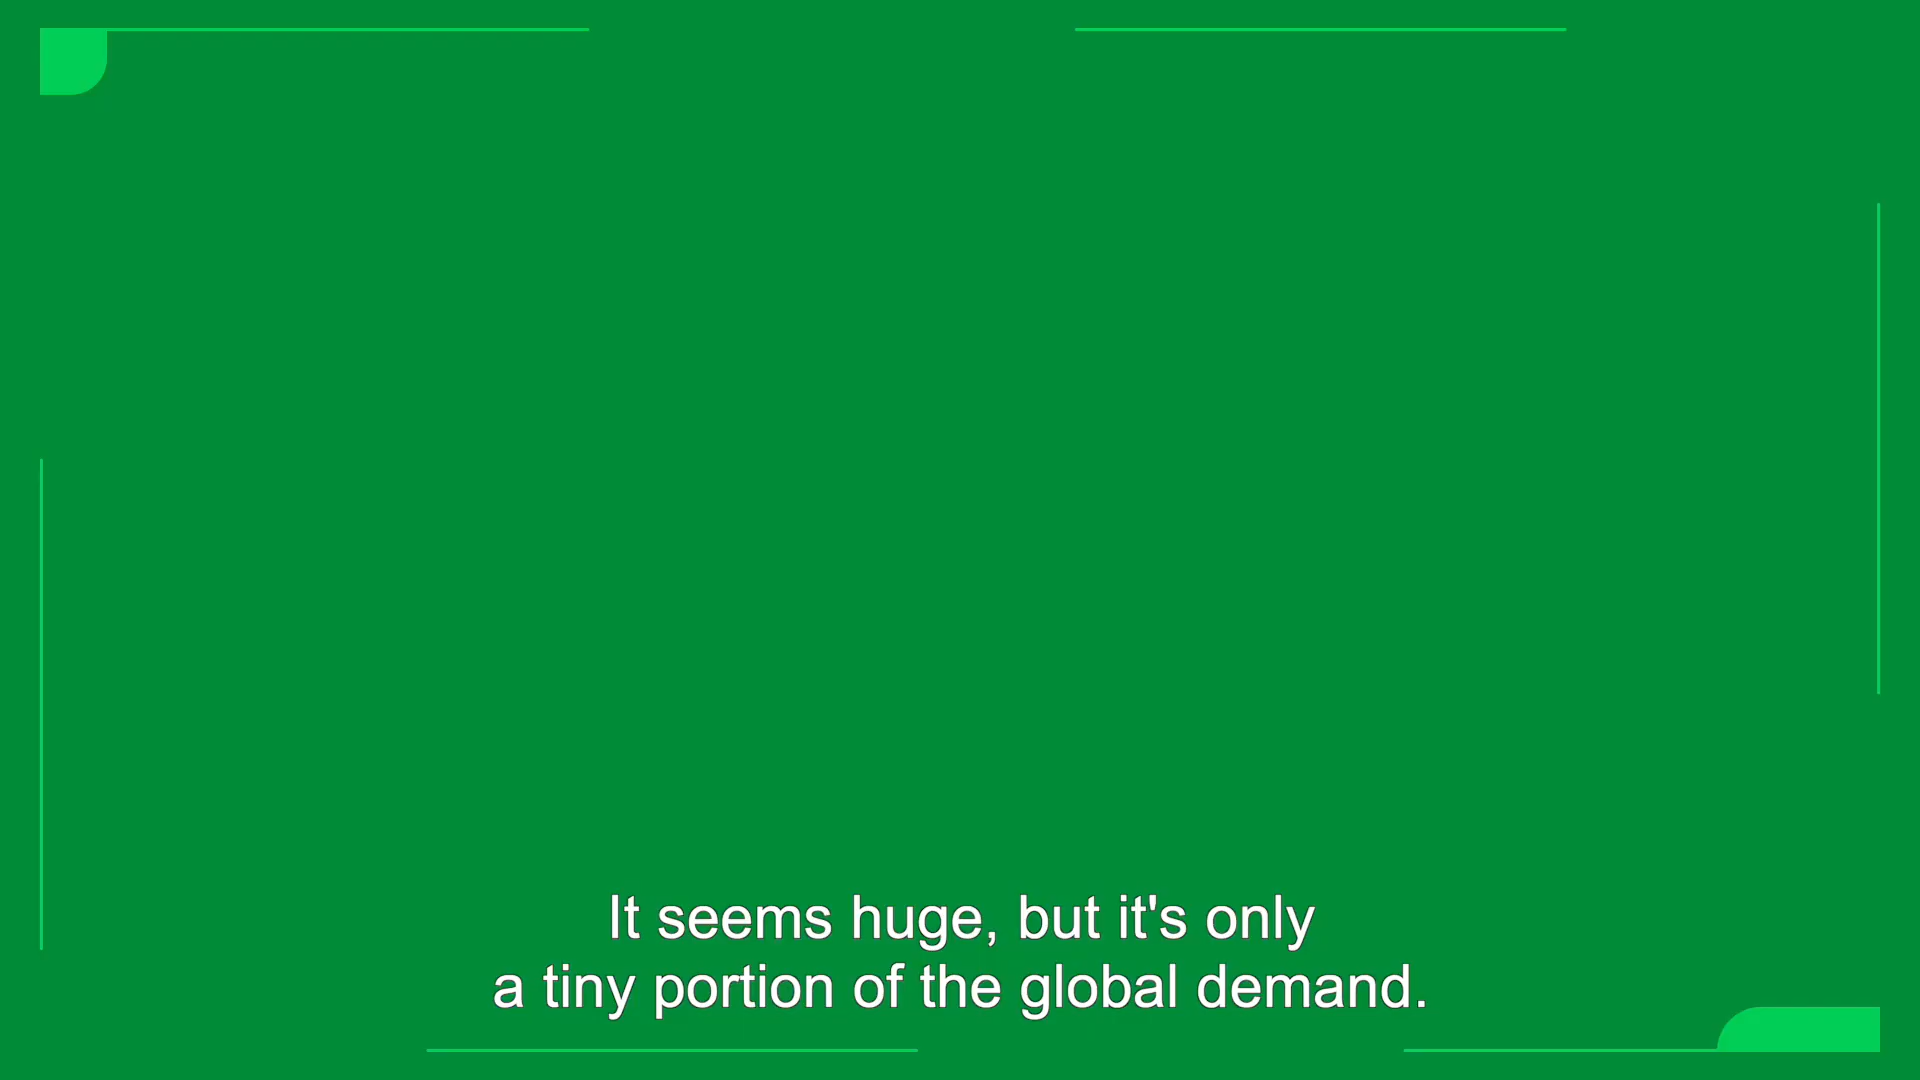 It seems huge, but it's only
a tiny portion of the global demand.